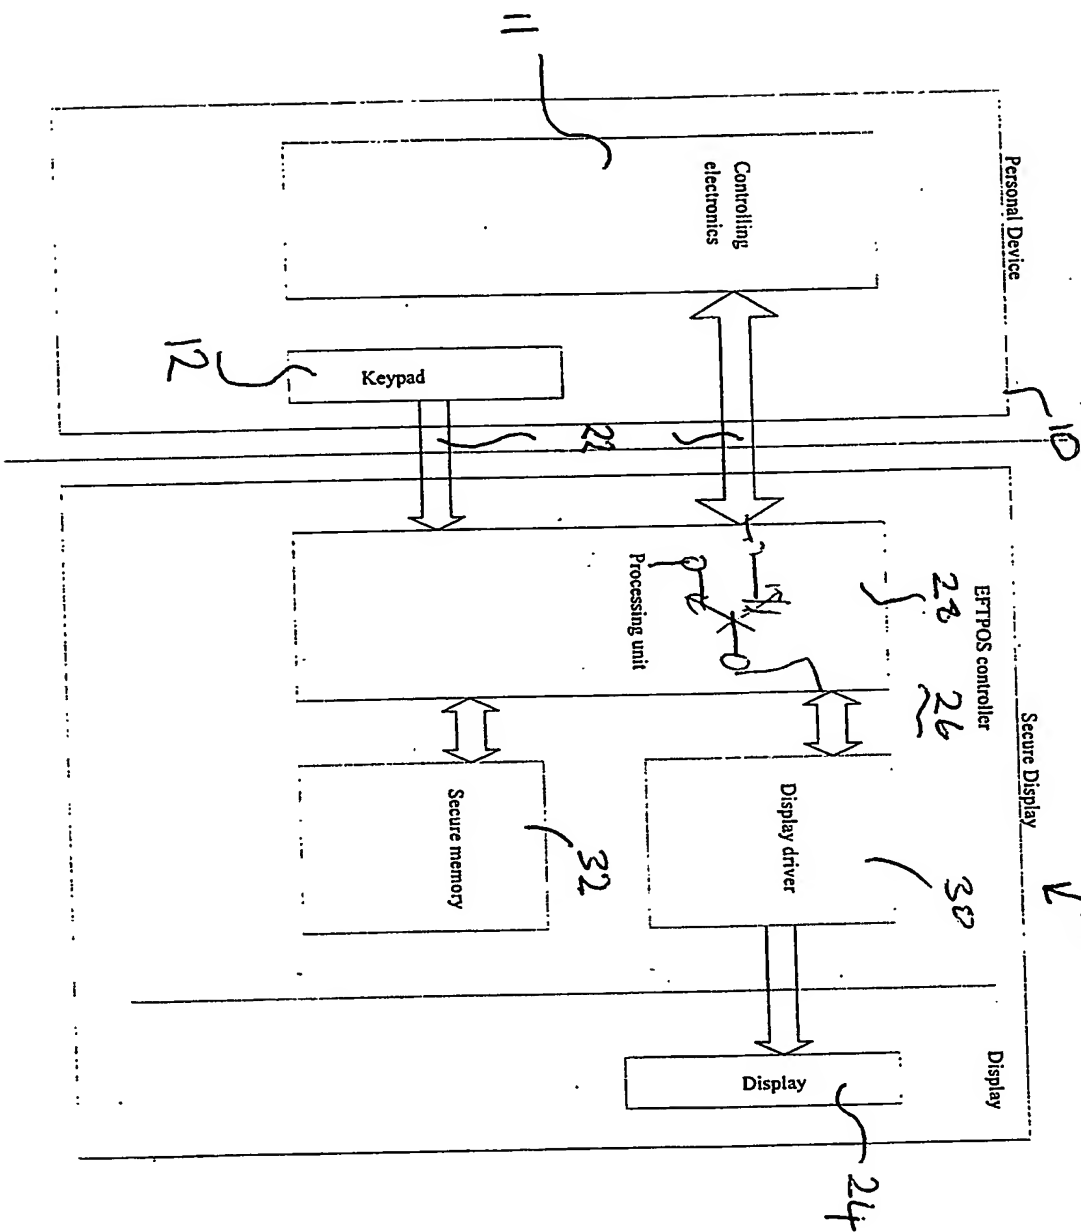 11
Personal Device
10
Controlling
electronics
12
Keypad
22
Secure Display
EFTPOS controller
28
26
Processing unit
Display driver
30
Secure memory
32
Display
Display
24